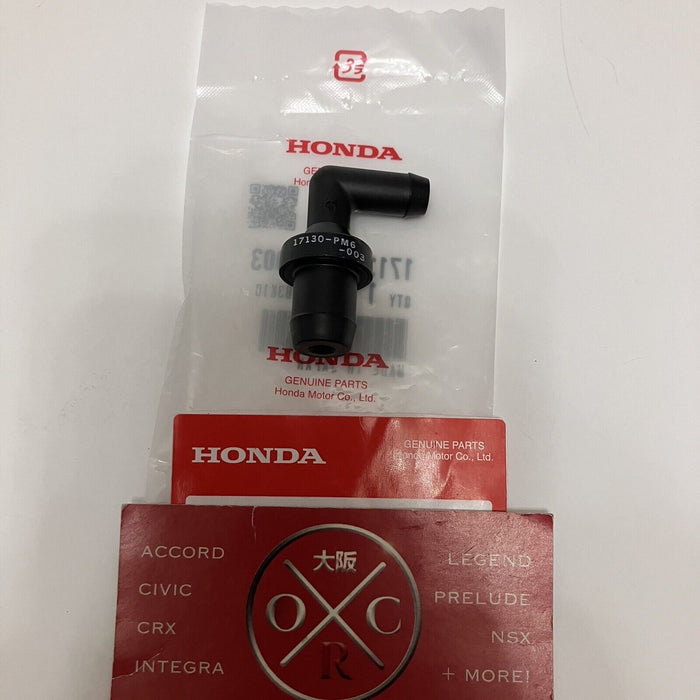 HONDA
17130-PM6
-003
HONDA
GENUINE PARTS
Honda Motor Co., Ltd.
HONDA
GENUINE PARTS
Honda Motor Co., Ltd.
大阪
O C
R
ACCORD
CIVIC
CRX
INTEGRA
LEGEND
PRELUDE
NSX
+ MORE!